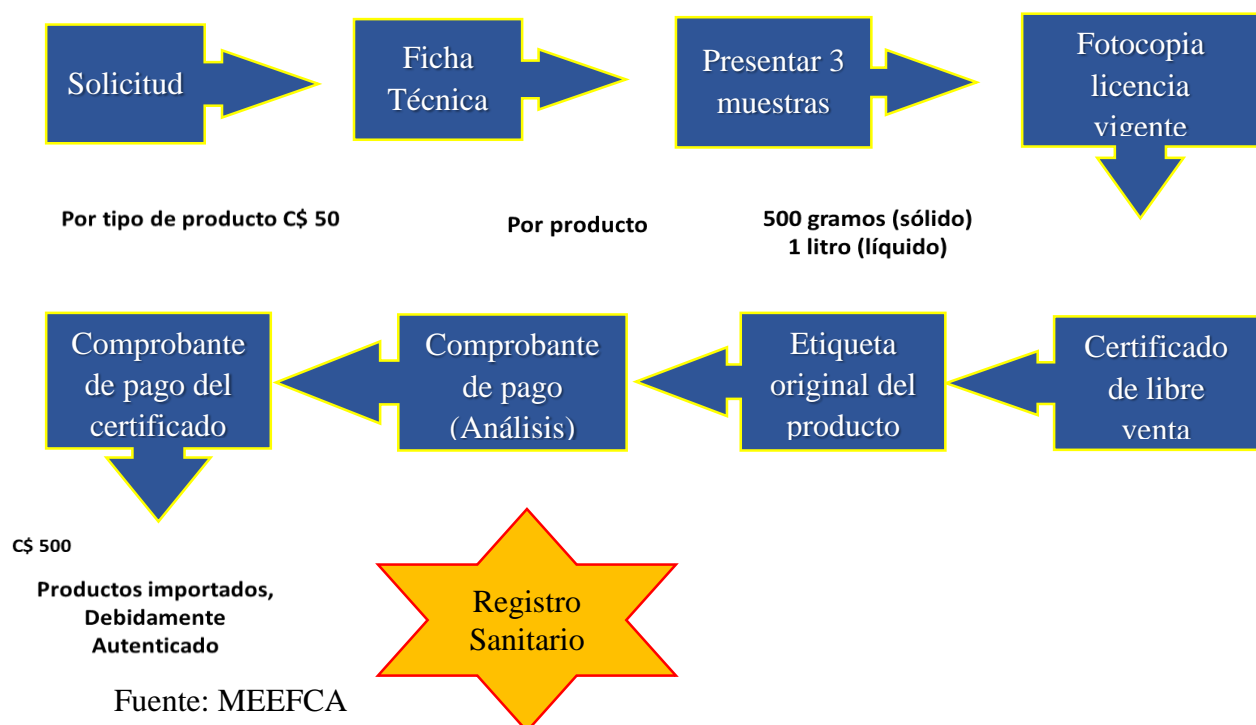 Solicitud
Ficha
Técnica
Presentar 3
muestras
Fotocopia
licencia
vigente
Por tipo de producto C$ 50
Por producto
500 gramos (sólido)
1 litro (líquido)
Comprobante
de pago del
certificado
Comprobante
de pago
(Análisis)
Etiqueta
original del
producto
Certificado
de libre
venta
C$ 500
Productos importados,
Debidamente
Autenticado
Registro
Sanitario
Fuente: MEEFCA